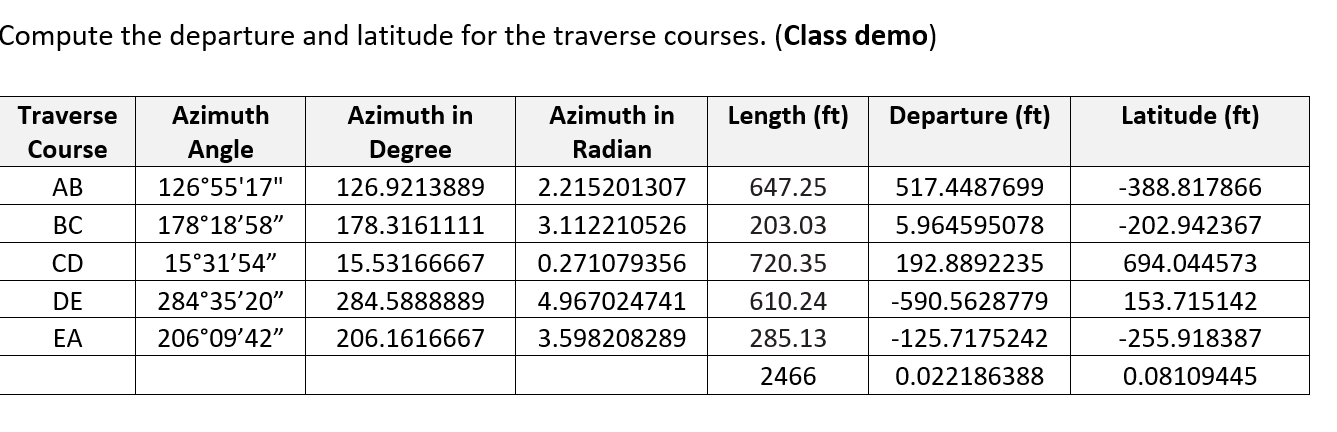 Compute the departure and latitude for the traverse courses. (Class demo)
Traverse Course Azimuth Angle Azimuth in Degree Azimuth in Radian Length (ft) Departure (ft) Latitude (ft)
AB 126°55'17" 126.9213889 2.215201307 647.25 517.4487699 -388.817866
BC 178°18’58” 178.3161111 3.112210526 203.03 5.964595078 -202.942367
CD 15°31’54” 15.53166667 0.271079356 720.35 192.8892235 694.044573
DE 284°35’20” 284.5888889 4.967024741 610.24 -590.5628779 153.715142
EA 206°09’42” 206.1616667 3.598208289 285.13 -125.7175242 -255.918387
2466 0.022186388 0.08109445